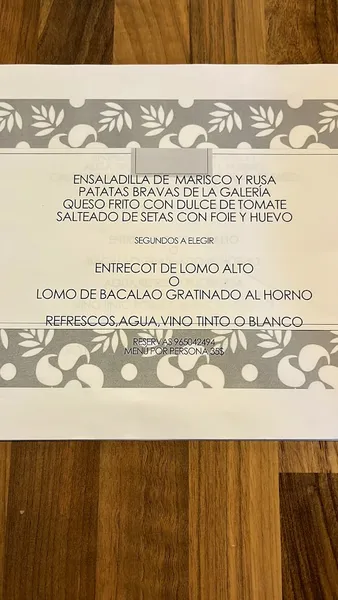 ENSALADILLA DE MARISCO Y RUSA
PATATAS BRAVAS DE LA GALERÍA
QUESO FRITO CON DULCE DE TOMATE
SALTEADO DE SETAS CON FOIE Y HUEVO
SEGUNDOS A ELEGIR
ENTRECOT DE LOMO ALTO
O
LOMO DE BACALAO GRATINADO AL HORNO
REFRESCOS,AGUA,VINO TINTO O BLANCO
RESERVAS 965042494
MENU POR PERSONA 35$